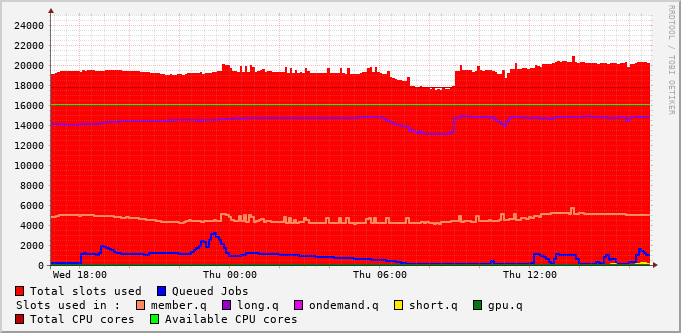 24000
22000
20000
18000
16000
14000
12000
10000
8000
6000
4000
2000
0
Wed 18:00 Thu 00:00 Thu 06:00 Thu 12:00
RRDTOOL / TOBI OETIKER
Total slots used Queued Jobs
Slots used in : member.q long.q ondemand.q short.q gpu.q
Total CPU cores Available CPU cores